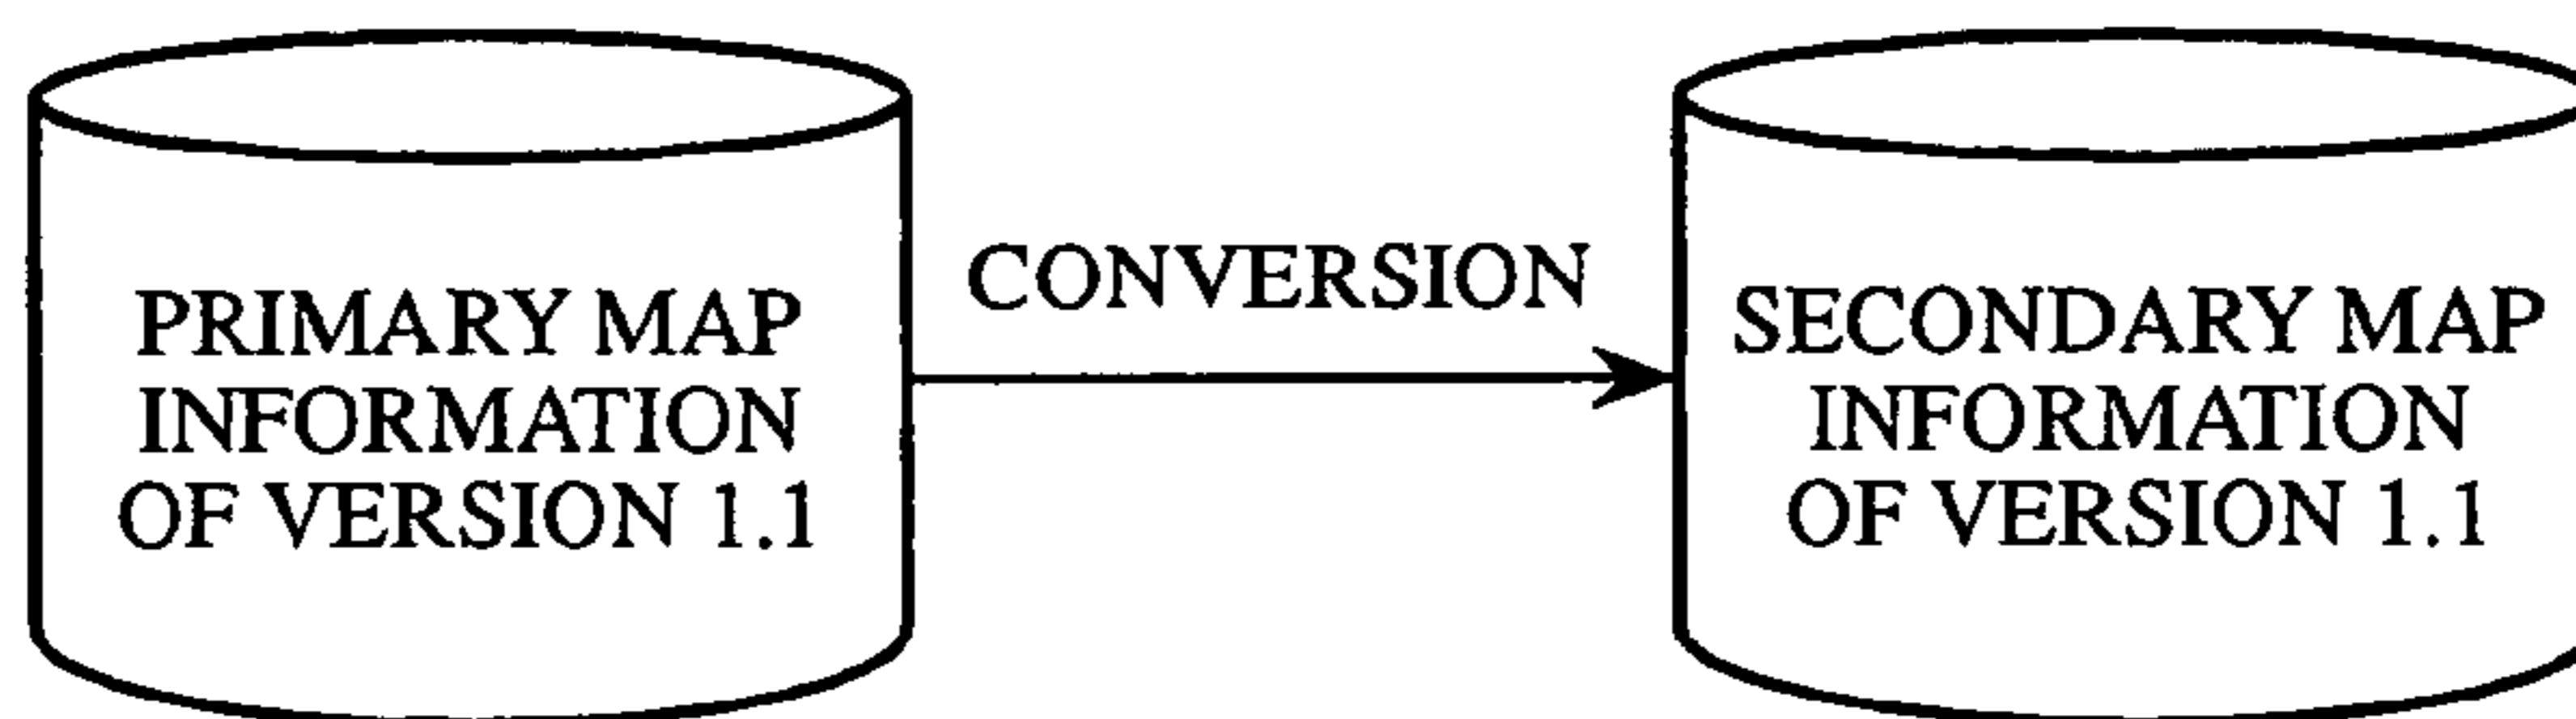 PRIMARY MAP
INFORMATION
OF VERSION 1.1
CONVERSION
SECONDARY MAP
INFORMATION
OF VERSION 1.1